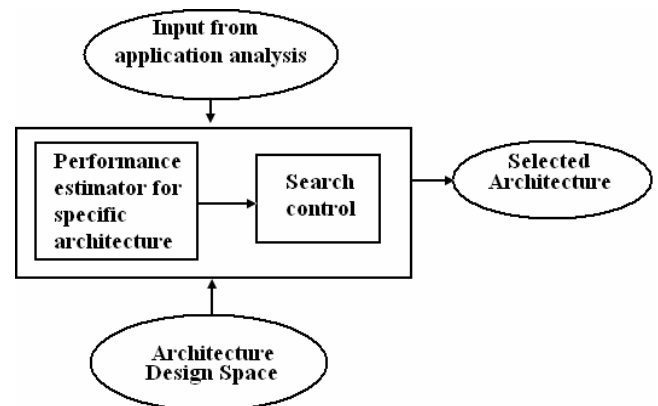 Input from
application analysis
Performance
estimator for
specific
architecture
Search
control
Selected
Architecture
Architecture
Design Space